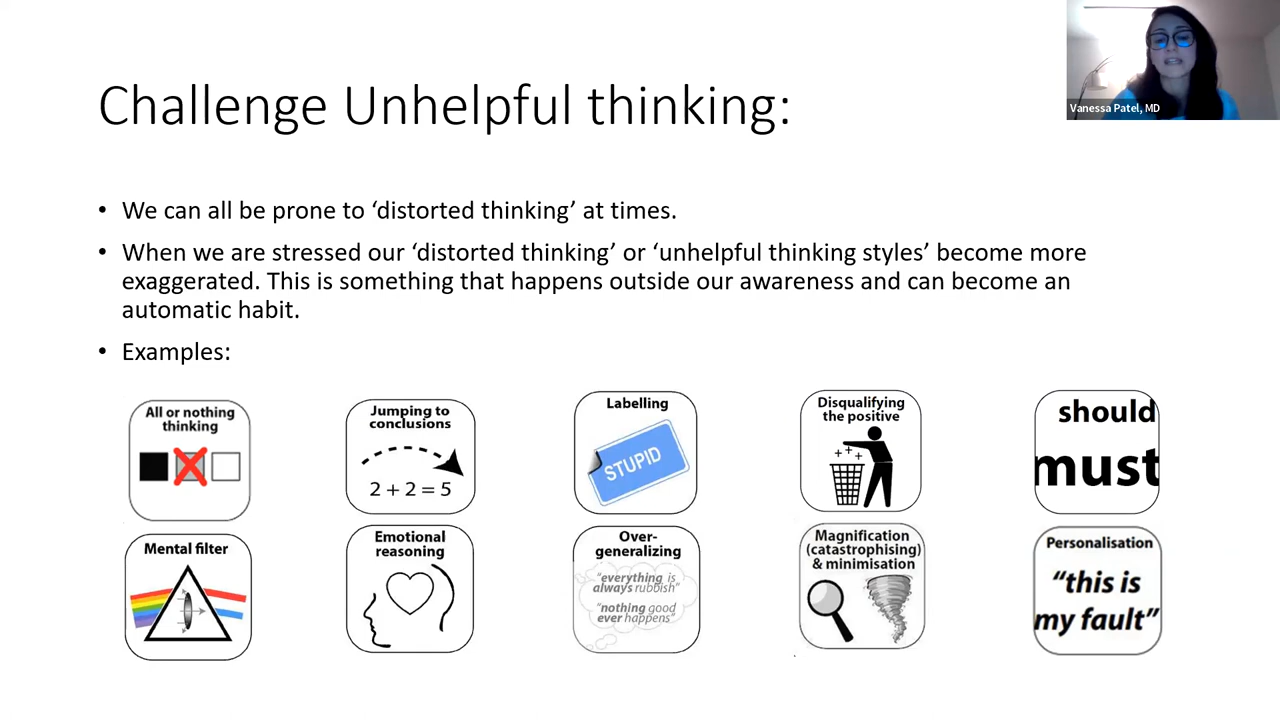 Challenge Unhelpful thinking:
Vanessa Patel, MD
• We can all be prone to ‘distorted thinking’ at times.
• When we are stressed our ‘distorted thinking’ or ‘unhelpful thinking styles’ become more
exaggerated. This is something that happens outside our awareness and can become an
automatic habit.
• Examples:
All or nothing
thinking
Jumping to
conclusions
2 + 2 = 5
Labelling
STUPID
Disqualifying
the positive
should
must
Mental filter
Emotional
reasoning
Over-
generalizing
“everything is
always rubbish”
“nothing good
ever happens”
Magnification
(catastrophising)
& minimisation
Personalisation
“this is
my fault”